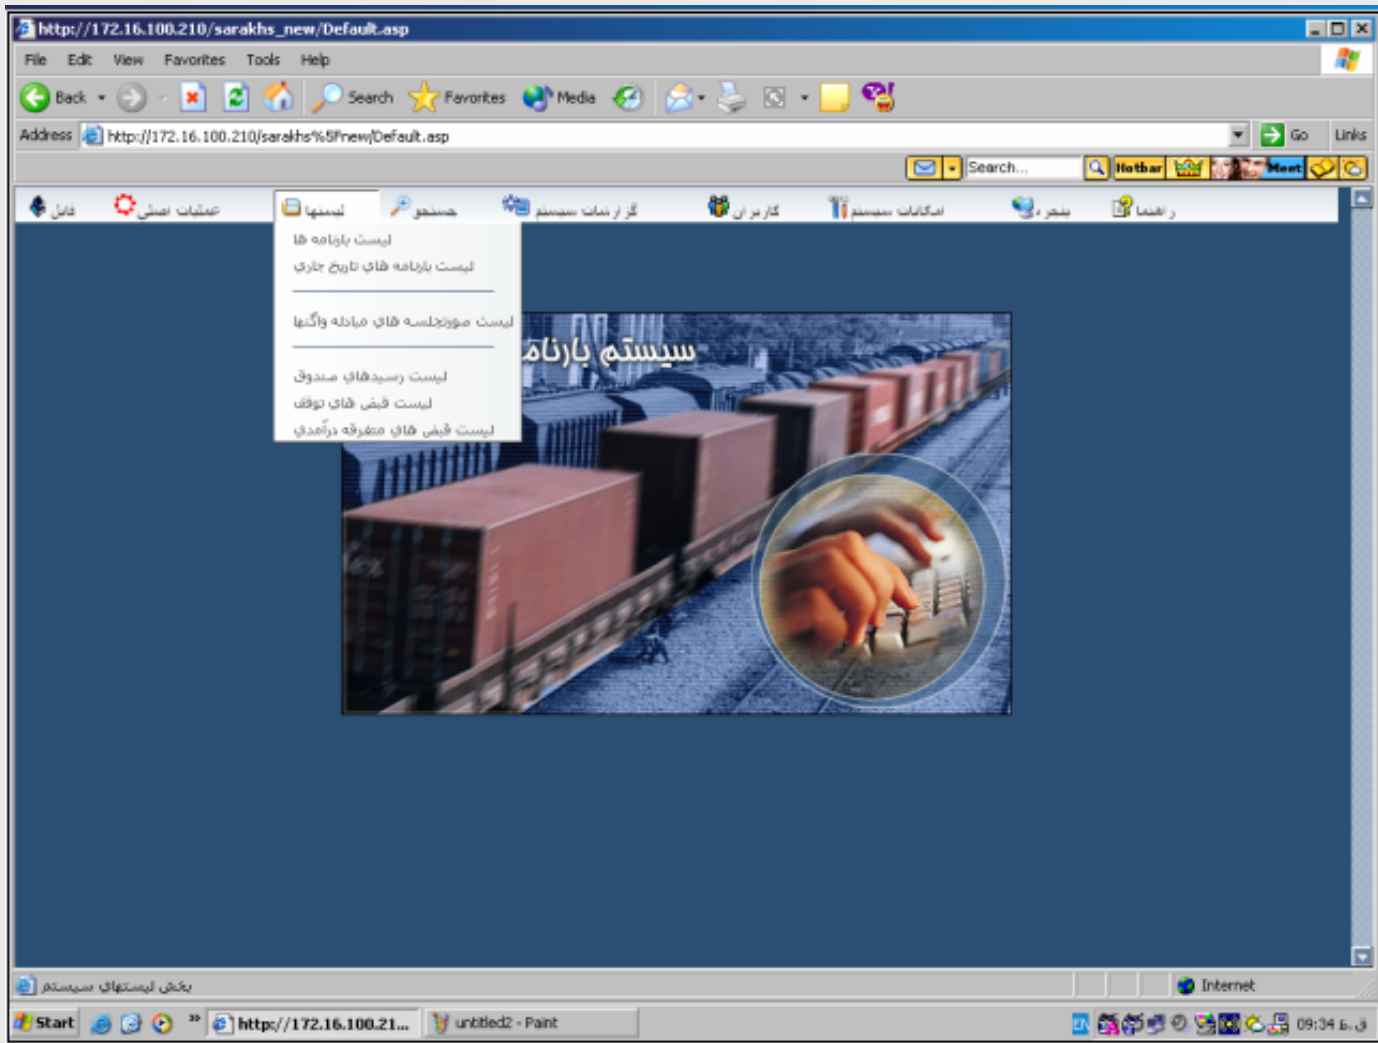 http://172.16.100.210/sarakhs_new/Default.asp
File Edit View Favorites Tools Help
Back Search Favorites Media
Address http://172.16.100.210/sarakhs%5Fnew/Default.asp Go Links
Search... Hotbar Meet
فایل عملیات اصلی لیستها جستجو گزارشات سیستم کاربران امکانات سیستم پنجره راهنما
لیست بارنامه ها
لیست بارنامه هاي تاریخ جاري
لیست صورتجلسه هاي مبادله واگنها
لیست رسیدهاي صندوق
لیست قبض هاي توقف
لیست قبض هاي متفرقه درآمدي
سیستم بارنام
بخش لیستهاي سیستم Internet
Start http://172.16.100.21... untitled2 - Paint EN 09:34 ق.ظ